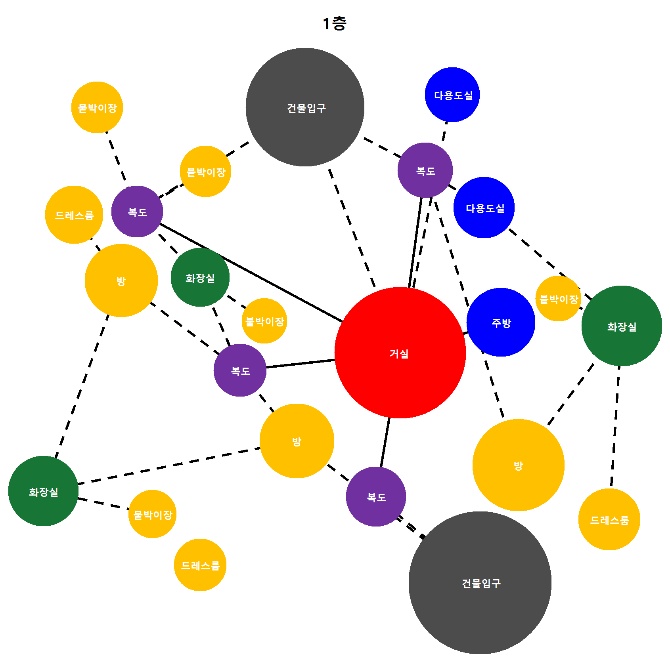 1층
다용도실
붙박이장
건물입구
붙박이장
복도
다용도실
드레스룸
복도
화장실
방
붙박이장
붙박이장
주방
화장실
거실
복도
방
방
화장실
복도
붙박이장
드레스룸
드레스룸
건물입구